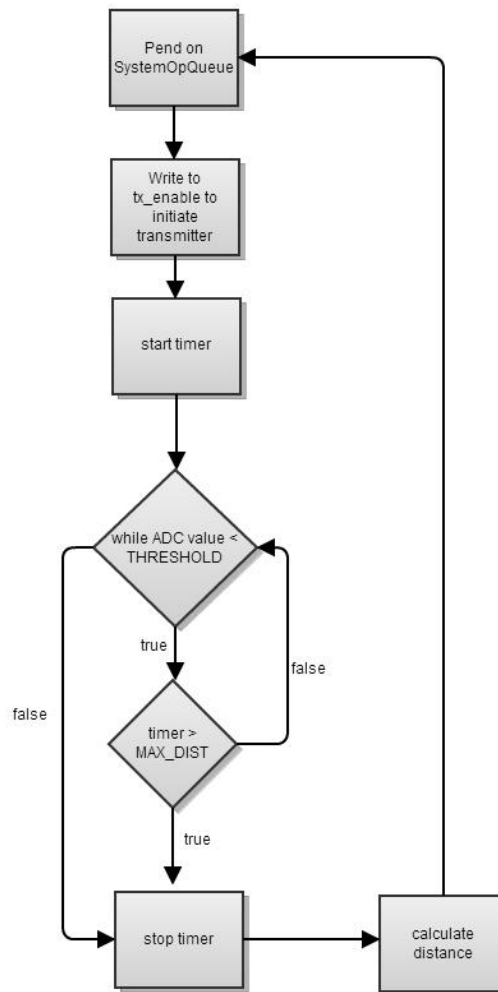 Pend on
SystemOpQueue
Write to
tx_enable to
initiate
transmitter
start timer
while ADC value <
THRESHOLD
true
false
false
timer >
MAX_DIST
true
stop timer
calculate
distance